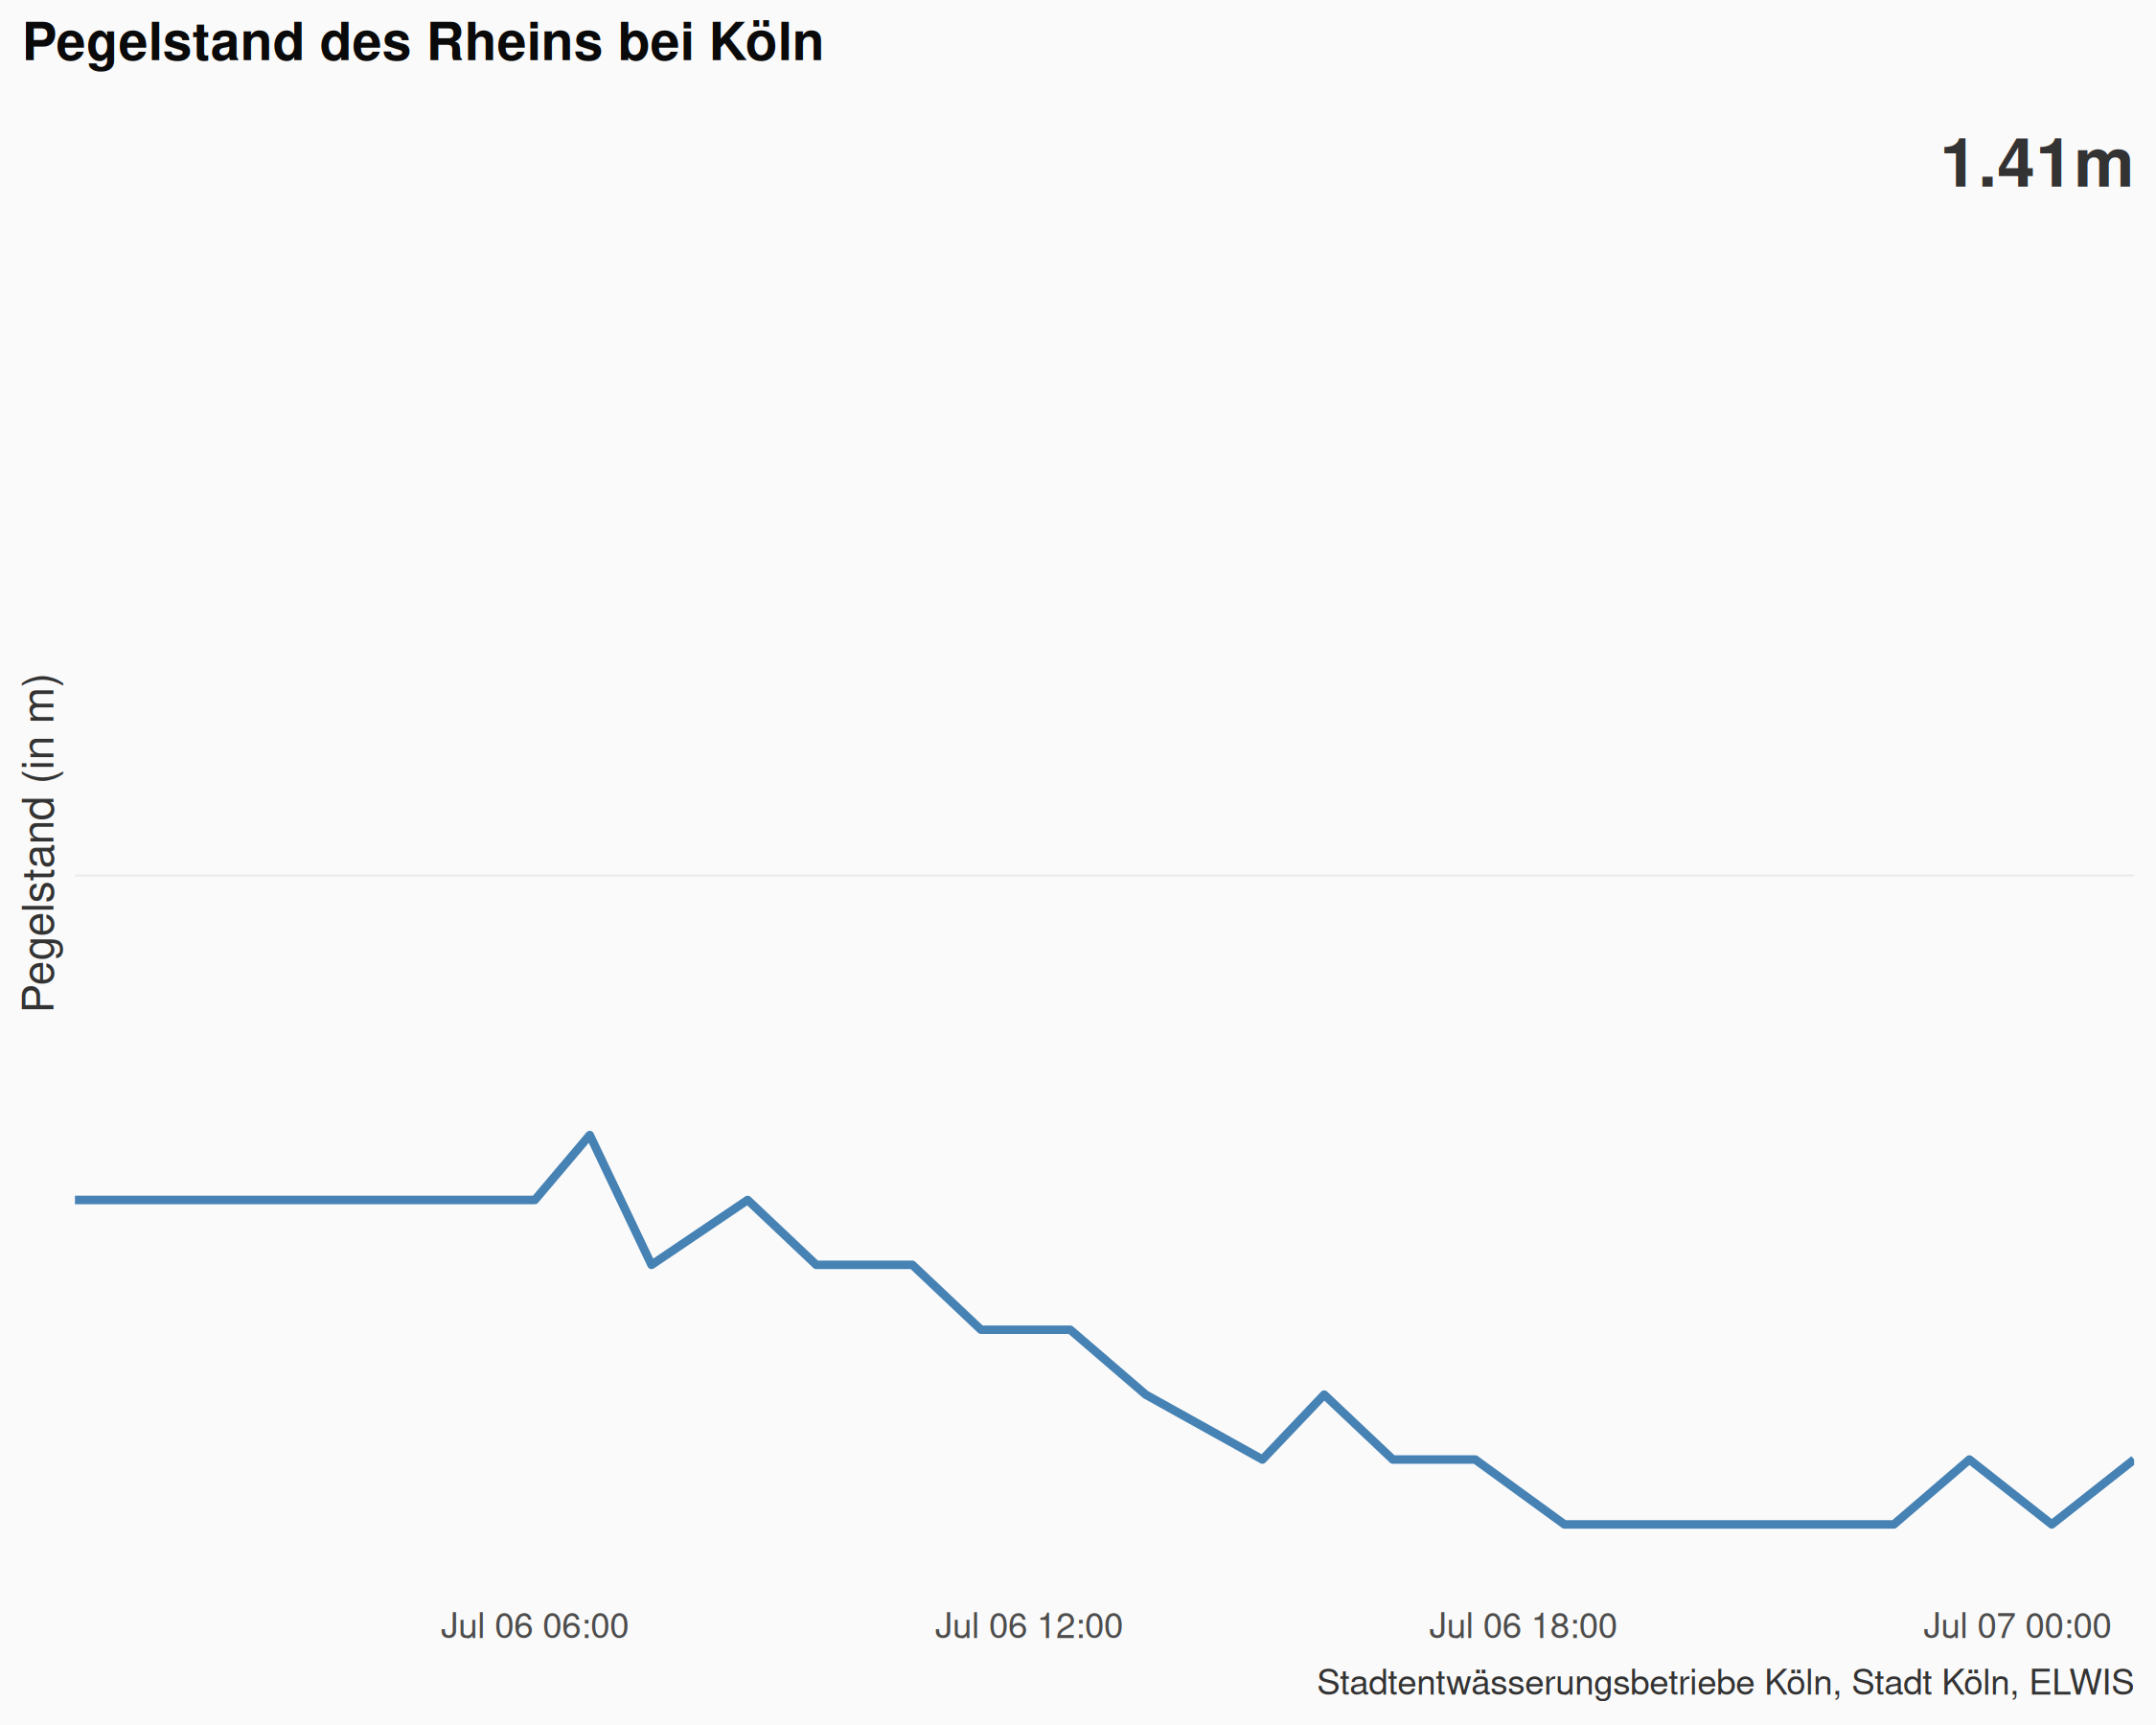 Pegelstand des Rheins bei Köln
1.41m
Pegelstand (in m)
Jul 06 06:00
Jul 06 12:00
Jul 06 18:00
Jul 07 00:00
Stadtentwässerungsbetriebe Köln, Stadt Köln, ELWIS